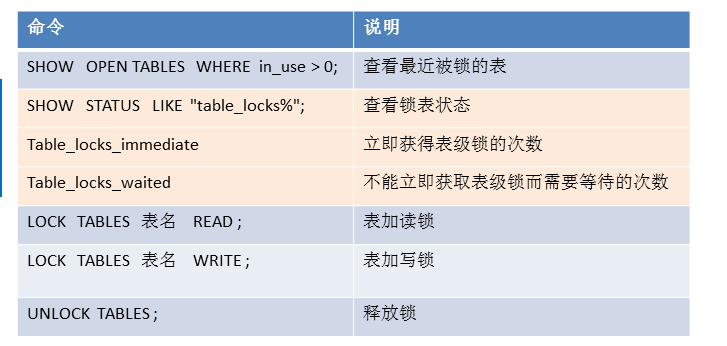 命令 说明
SHOW OPEN TABLES WHERE in_use > 0; 查看最近被锁的表
SHOW STATUS LIKE "table_locks%"; 查看锁表状态
Table_locks_immediate 立即获得表级锁的次数
Table_locks_waited 不能立即获取表级锁而需要等待的次数
LOCK TABLES 表名 READ ; 表加读锁
LOCK TABLES 表名 WRITE ; 表加写锁
UNLOCK TABLES ; 释放锁